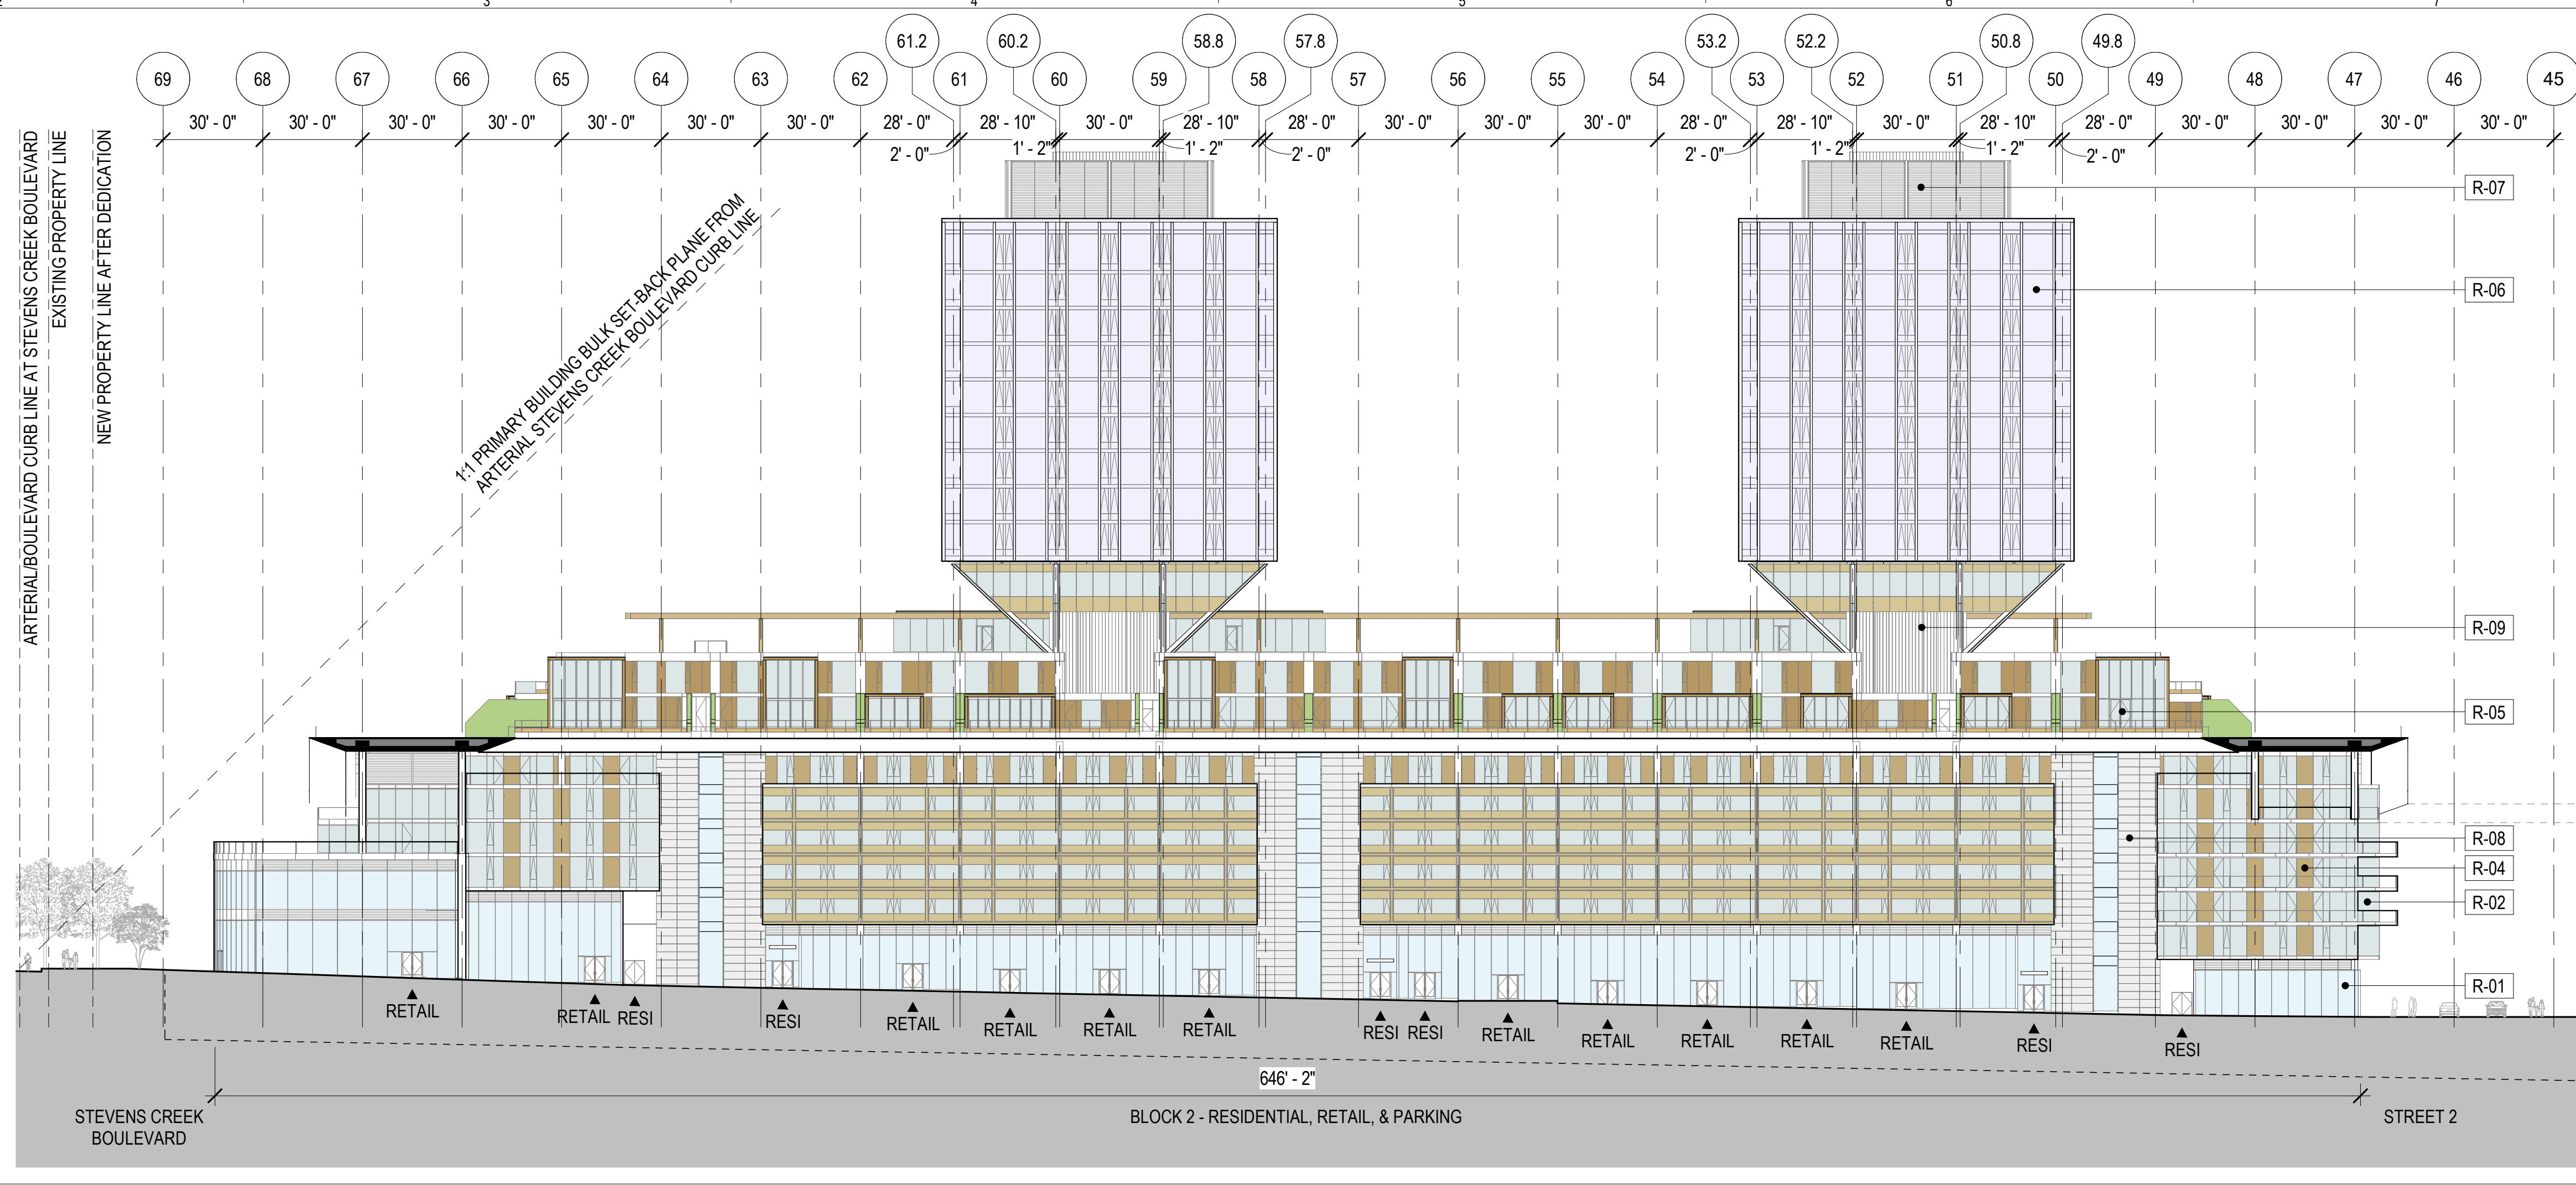 2 3 4 5 6 7
61.2 60.2 58.8 57.8 53.2 52.2 50.8 49.8
69 68 67 66 65 64 63 62 61 60 59 58 57 56 55 54 53 52 51 50 49 48 47 46 45
30' - 0" 30' - 0" 30' - 0" 30' - 0" 30' - 0" 30' - 0" 30' - 0" 28' - 0" 28' - 10" 30' - 0" 28' - 10" 28' - 0" 30' - 0" 30' - 0" 30' - 0" 28' - 0" 28' - 10" 30' - 0" 28' - 10" 28' - 0" 30' - 0" 30' - 0" 30' - 0" 30' - 0"
2' - 0" 1' - 2" 1' - 2" 2' - 0" 2' - 0" 1' - 2" 1' - 2" 2' - 0"
ARTERIAL/BOULEVARD CURB LINE AT STEVENS CREEK BOULEVARD
EXISTING PROPERTY LINE
NEW PROPERTY LINE AFTER DEDICATION
1:1 PRIMARY BUILDING BULK SET-BACK PLANE FROM
ARTERIAL STEVENS CREEK BOULEVARD CURB LINE
R-07
R-06
R-09
R-05
R-08
R-04
R-02
R-01
RETAIL RETAIL RESI RESI RETAIL RETAIL RETAIL RETAIL RESI RESI RETAIL RETAIL RETAIL RETAIL RETAIL RESI RESI
646' - 2"
STEVENS CREEK
BOULEVARD
BLOCK 2 - RESIDENTIAL, RETAIL, & PARKING
STREET 2